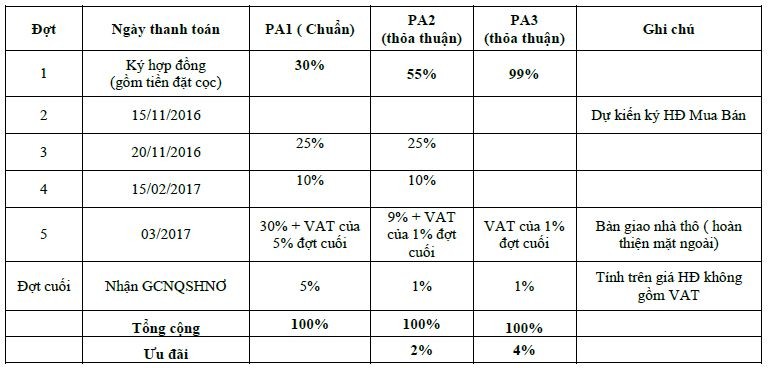 Đợt Ngày thanh toán PA1 ( Chuẩn) PA2 (thỏa thuận) PA3 (thỏa thuận) Ghi chú
1 Ký hợp đồng (gồm tiền đặt cọc) 30% 55% 99%
2 15/11/2016 Dự kiến ký HĐ Mua Bán
3 20/11/2016 25% 25%
4 15/02/2017 10% 10%
5 03/2017 30% + VAT của 5% đợt cuối 9% + VAT của 1% đợt cuối VAT của 1% đợt cuối Bàn giao nhà thô ( hoàn thiện mặt ngoài)
Đợt cuối Nhận GCNQSHNƠ 5% 1% 1% Tính trên giá HĐ không gồm VAT
Tổng cộng 100% 100% 100%
Ưu đãi 2% 4%